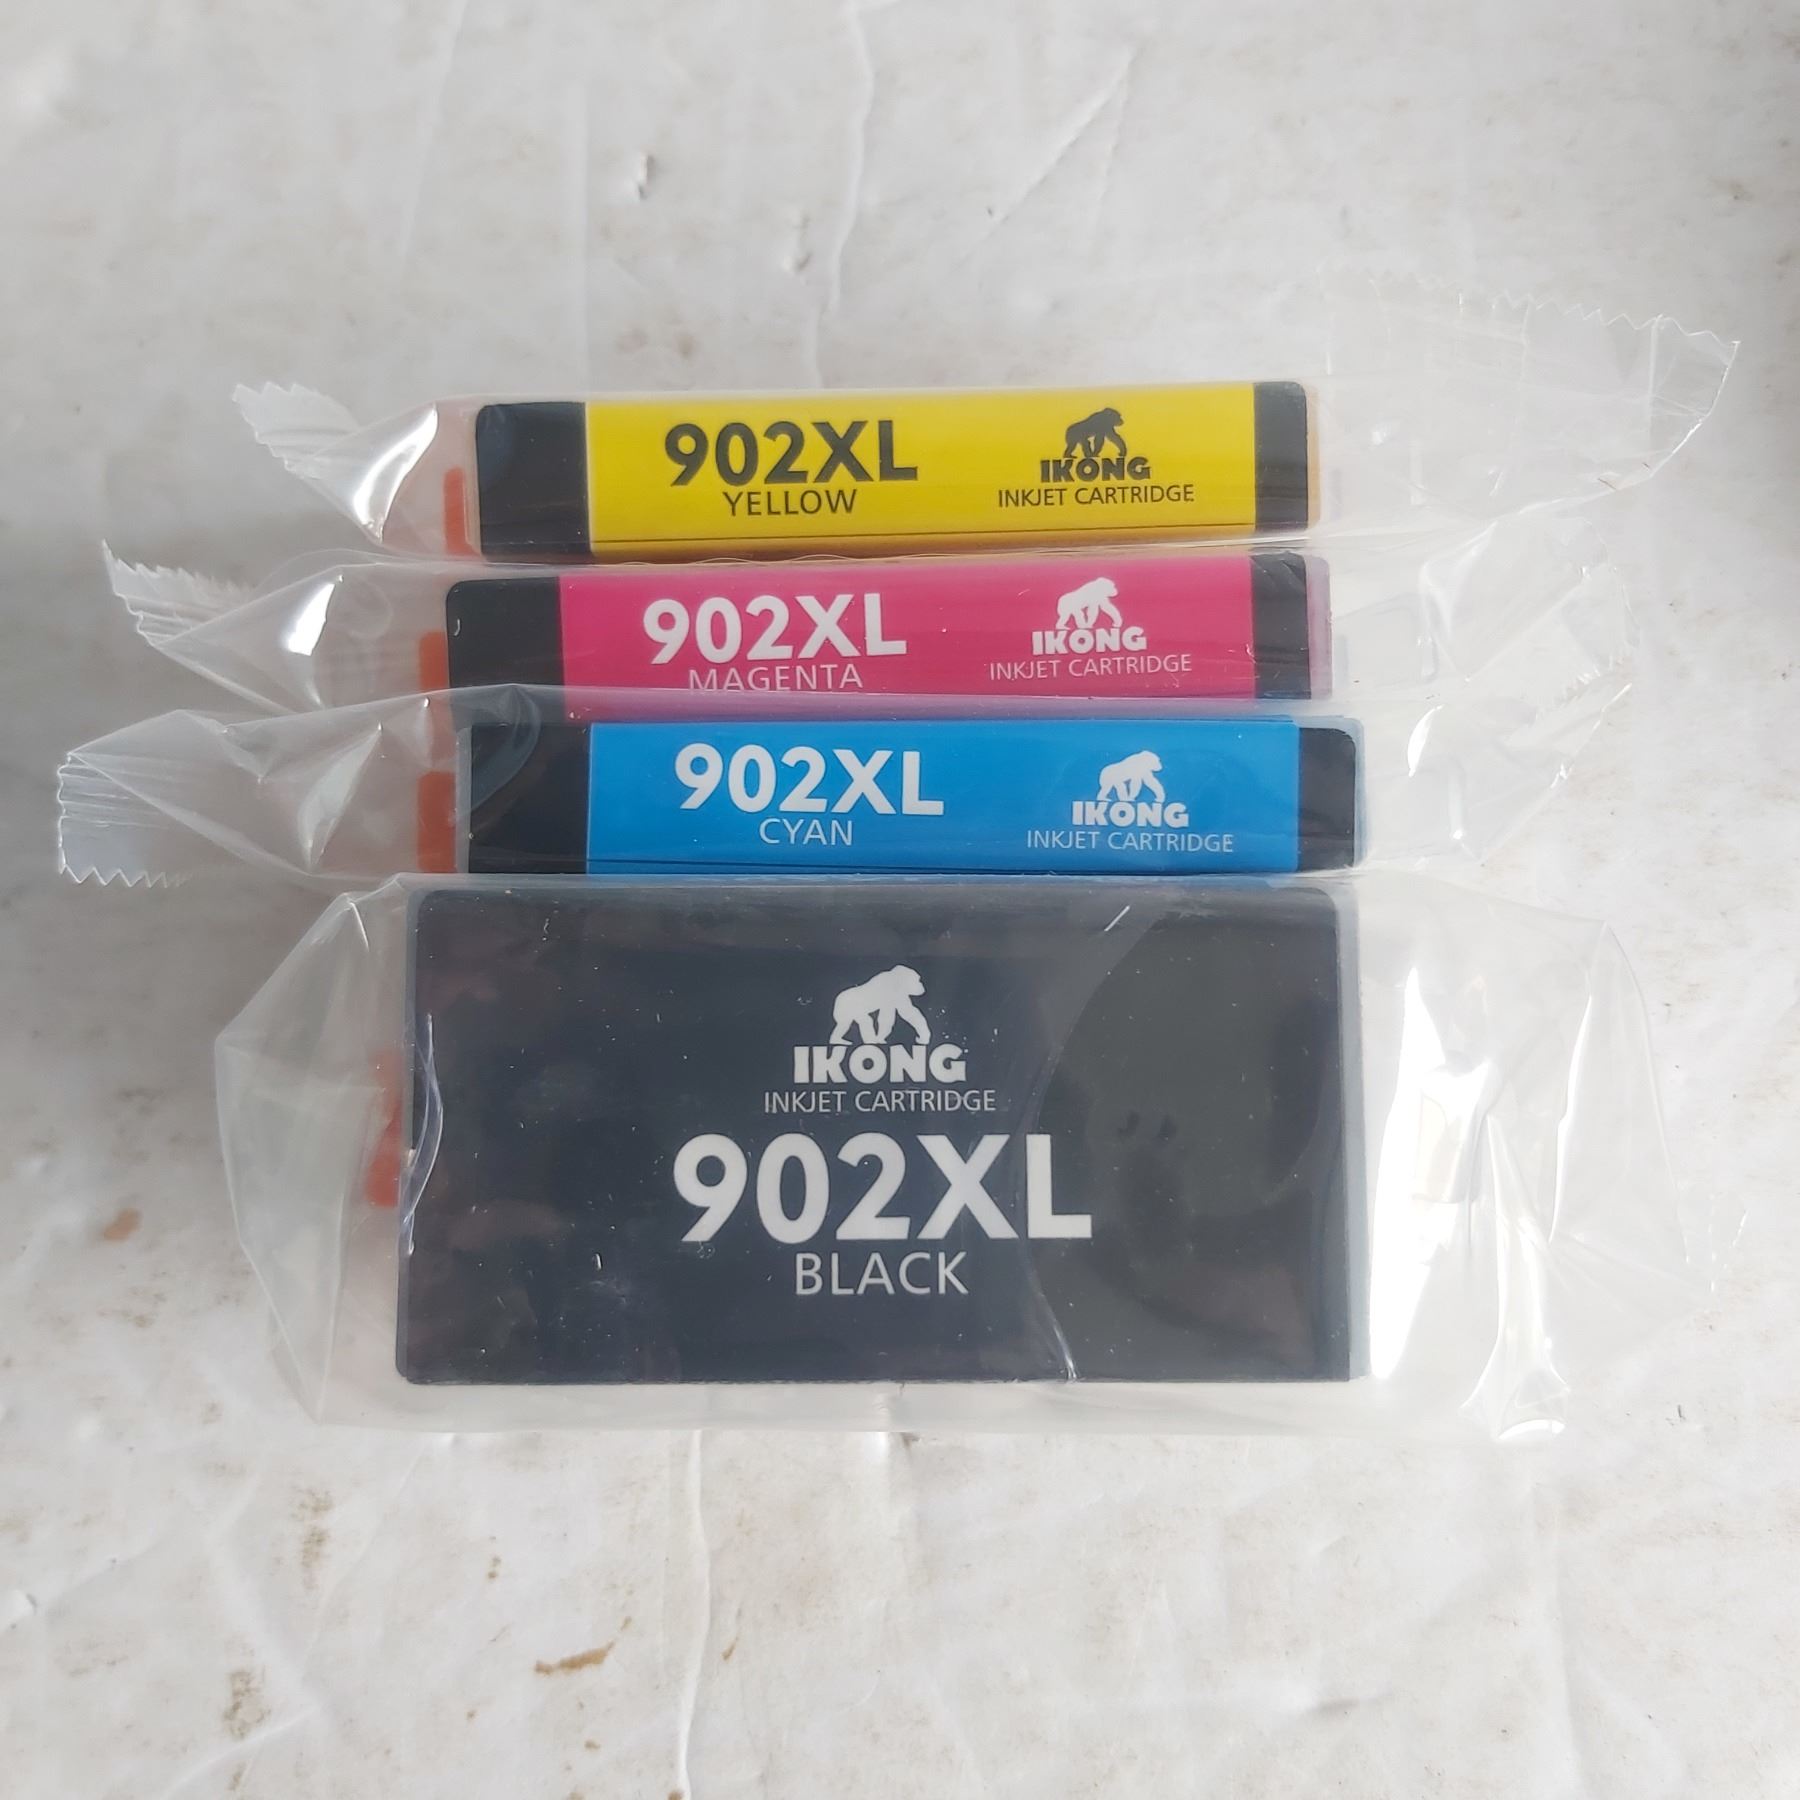 902XL
YELLOW
IKONG
INKJET CARTRIDGE
902XL
MAGENTA
IKONG
INKJET CARTRIDGE
902XL
CYAN
IKONG
INKJET CARTRIDGE
IKONG
INKJET CARTRIDGE
902XL
BLACK